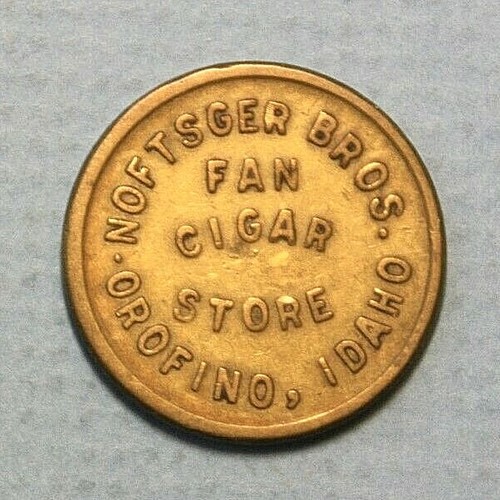 NOFTSGER BROS.
FAN
CIGAR
STORE
OROFINO, IDAHO